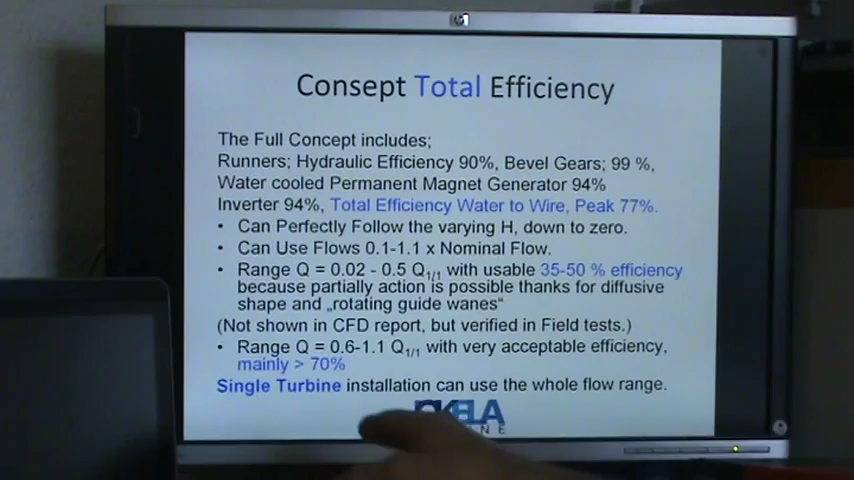 Consept Total Efficiency
The Full Concept includes;
Runners; Hydraulic Efficiency 90%, Bevel Gears; 99 %,
Water cooled Permanent Magnet Generator 94%
Inverter 94%, Total Efficiency Water to Wire, Peak 77%.
• Can Perfectly Follow the varying H, down to zero.
• Can Use Flows 0.1-1.1 x Nominal Flow.
• Range Q = 0.02 - 0.5 Q1/1 with usable 35-50 % efficiency
because partially action is possible thanks for diffusive
shape and „rotating guide wanes“
(Not shown in CFD report, but verified in Field tests.)
• Range Q = 0.6-1.1 Q1/1 with very acceptable efficiency,
mainly > 70%
Single Turbine installation can use the whole flow range.
hp